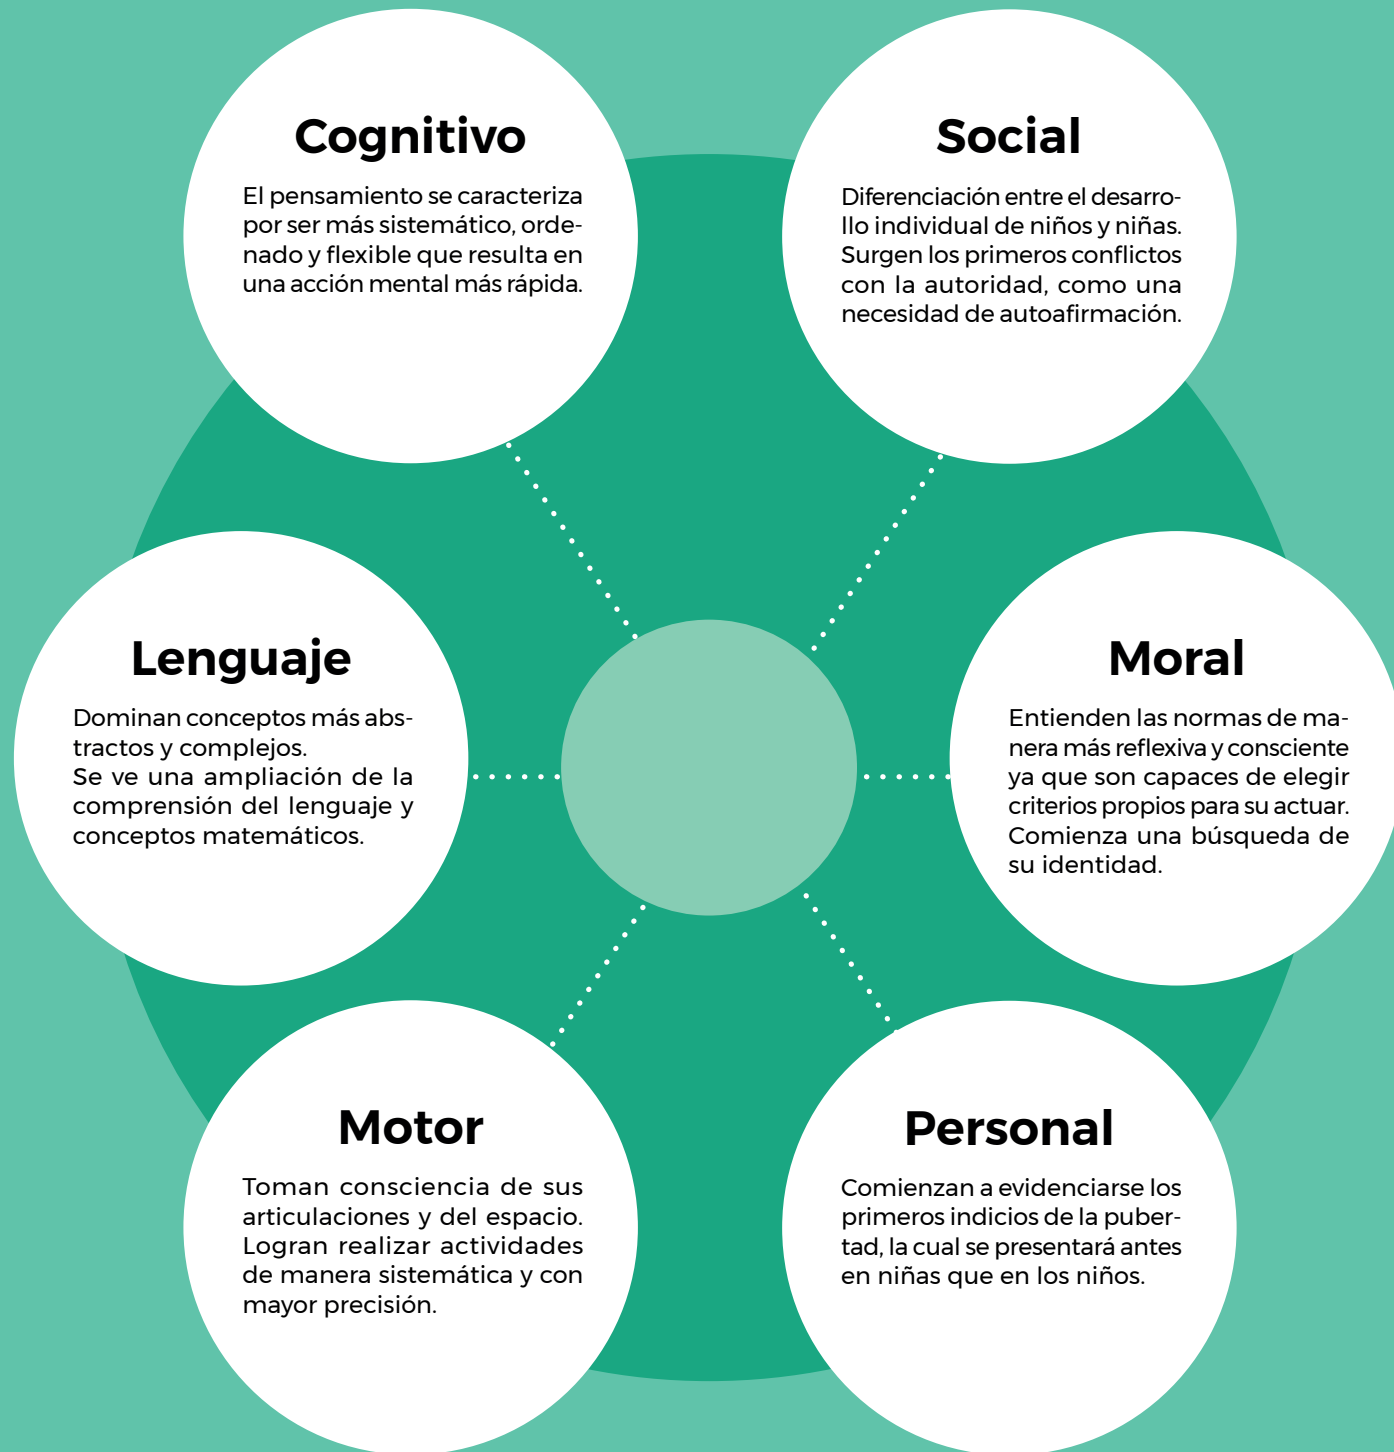 Cognitivo
El pensamiento se caracteriza
por ser más sistemático, orde-
nado y flexible que resulta en
una acción mental más rápida.
Social
Diferenciación entre el desarro-
llo individual de niños y niñas.
Surgen los primeros conflictos
con la autoridad, como una
necesidad de autoafirmación.
Lenguaje
Dominan conceptos más abs-
tractos y complejos.
Se ve una ampliación de la
comprensión del lenguaje y
conceptos matemáticos.
Moral
Entienden las normas de ma-
nera más reflexiva y consciente
ya que son capaces de elegir
criterios propios para su actuar.
Comienza una búsqueda de
su identidad.
Motor
Toman consciencia de sus
articulaciones y del espacio.
Logran realizar actividades
de manera sistemática y con
mayor precisión.
Personal
Comienzan a evidenciarse los
primeros indicios de la puber-
tad, la cual se presentará antes
en niñas que en los niños.